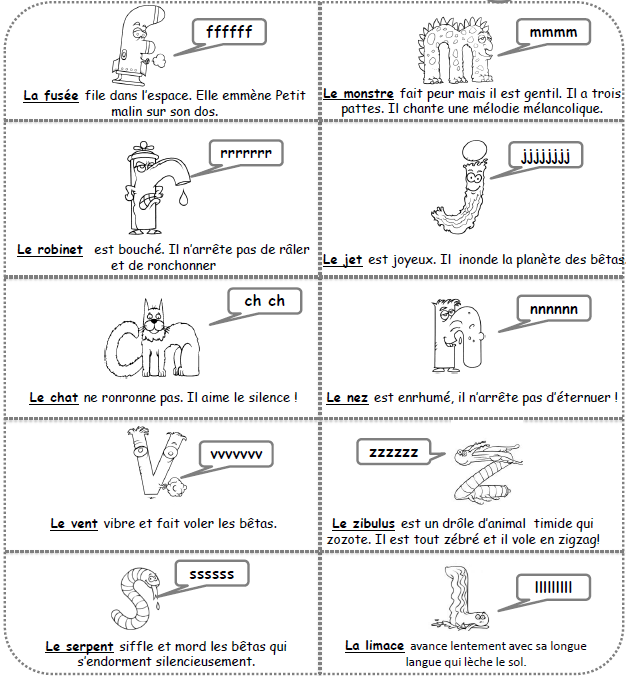 ffffff
La fusée file dans l'espace. Elle emmène Petit
malin sur son dos.
mmmm
Le monstre fait peur mais il est gentil. Il a trois
pattes. Il chante une mélodie mélancolique.
rrrrrrr
Le robinet est bouché. Il n'arrête pas de râler
et de ronchonner
jjjjjjjj
Le jet est joyeux. Il inonde la planète des bêtas
ch ch
Le chat ne ronronne pas. Il aime le silence !
nnnnnn
Le nez est enrhumé, il n'arrête pas d'éternuer !
vvvvvvv
Le vent vibre et fait voler les bêtas.
zzzzzz
Le zibulus est un drôle d'animal timide qui
zozote. Il est tout zébré et il vole en zigzag!
ssssss
Le serpent siffle et mord les bêtas qui
s'endorment silencieusement.
lllllllll
La limace avance lentement avec sa longue
langue qui lèche le sol.